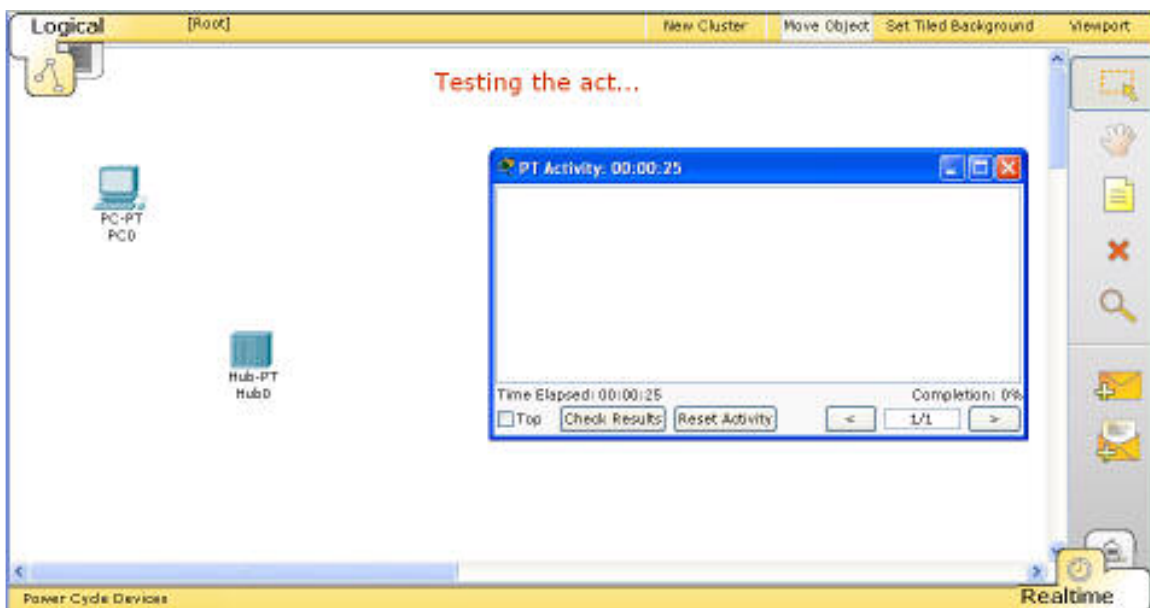 Logical
[Root]
New Cluster
Move Object
Set Tiled Background
Viewport
Testing the act...
PC-PT
PC0
Hub-PT
Hub0
PT Activity: 00:00:25
Time Elapsed: 00:00:25
Completion: 0%
Top
Check Results
Reset Activity
<
1/1
>
Power Cycle Devices
Realtime